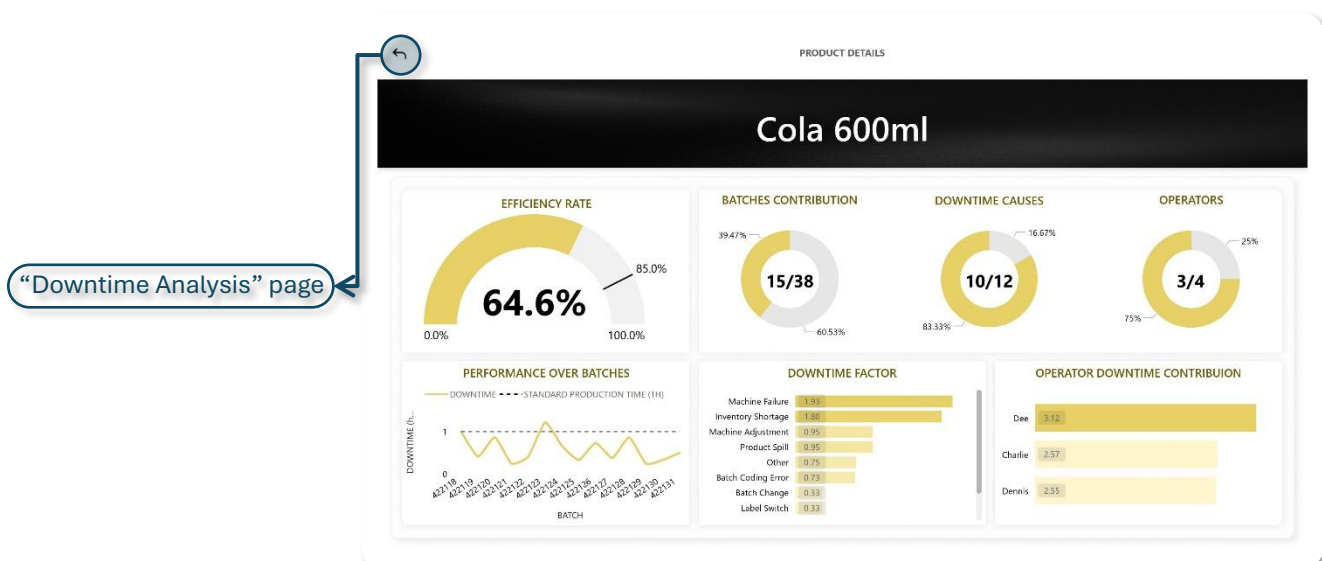 PRODUCT DETAILS
Cola 600ml
"Downtime Analysis" page
EFFICIENCY RATE
85.0%
64.6%
0.0%
100.0%
BATCHES CONTRIBUTION
39.47%
15/38
60.53%
DOWNTIME CAUSES
16.67%
10/12
83.33%
OPERATORS
25%
3/4
75%
PERFORMANCE OVER BATCHES
DOWNTIME STANDARD PRODUCTION TIME (1H)
DOWNTIME (h...
1
0
422118
422119
422120
422121
422122
422123
422124
422125
422126
422127
422128
422129
422130
422131
BATCH
DOWNTIME FACTOR
Machine Failure 1.93
Inventory Shortage 1.80
Machine Adjustment 0.95
Product Spill 0.95
Other 0.75
Batch Coding Error 0.73
Batch Change 0.33
Label Switch 0.33
OPERATOR DOWNTIME CONTRIBUION
Dee 3.12
Charlie 2.57
Dennis 2.55